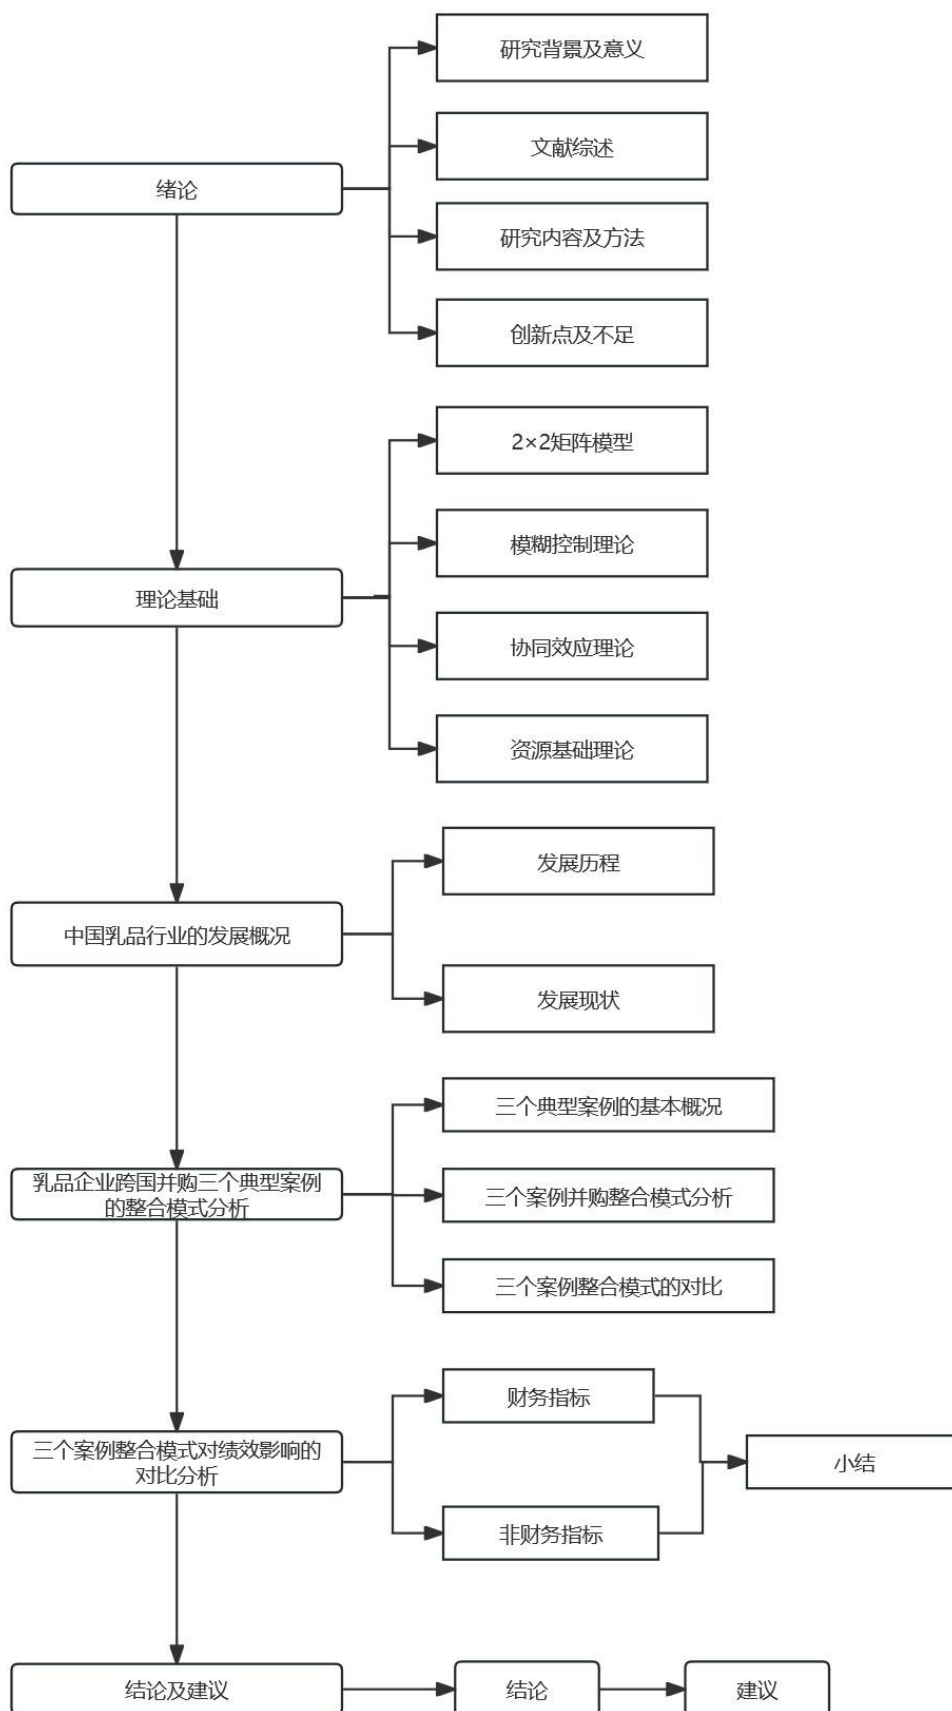 绪论
研究背景及意义
文献综述
研究内容及方法
创新点及不足
理论基础
2×2矩阵模型
模糊控制理论
协同效应理论
资源基础理论
中国乳品行业的发展概况
发展历程
发展现状
乳品企业跨国并购三个典型案例
的整合模式分析
三个典型案例的基本概况
三个案例并购整合模式分析
三个案例整合模式的对比
三个案例整合模式对绩效影响的
对比分析
财务指标
非财务指标
小结
结论及建议
结论
建议